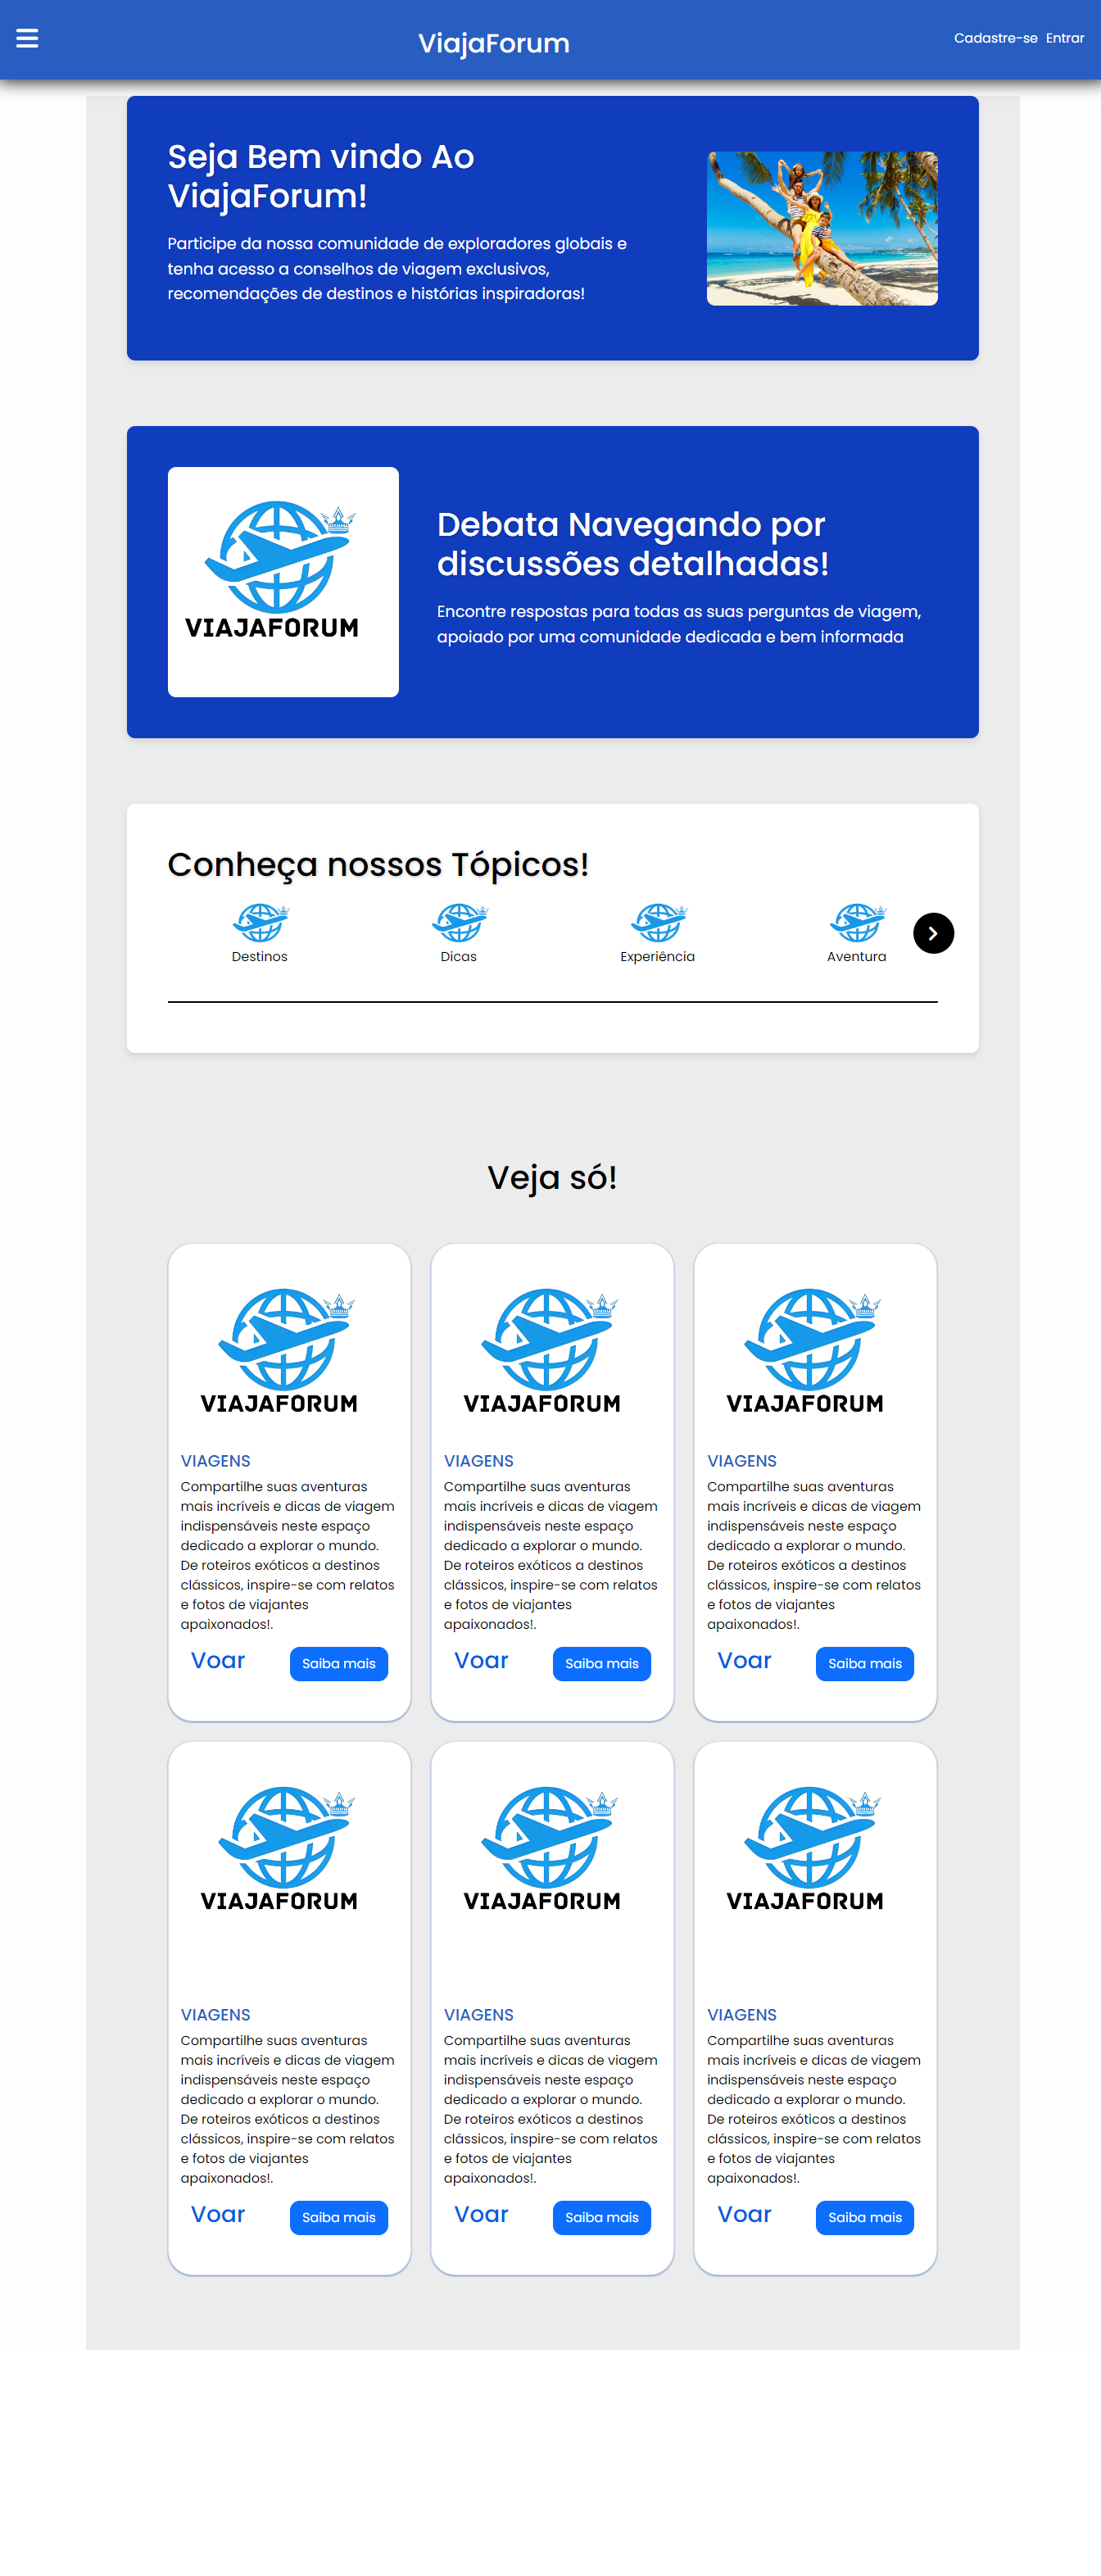 ViajaForum
Cadastre-se Entrar
Seja Bem vindo Ao
ViajaForum!
Participe da nossa comunidade de exploradores globais e
tenha acesso a conselhos de viagem exclusivos,
recomendações de destinos e histórias inspiradoras!
VIAJAFORUM
Debata Navegando por
discussões detalhadas!
Encontre respostas para todas as suas perguntas de viagem,
apoiado por uma comunidade dedicada e bem informada
Conheça nossos Tópicos!
Destinos
Dicas
Experiência
Aventura
Veja só!
VIAJAFORUM
VIAGENS
Compartilhe suas aventuras
mais incríveis e dicas de viagem
indispensáveis neste espaço
dedicado a explorar o mundo.
De roteiros exóticos a destinos
clássicos, inspire-se com relatos
e fotos de viajantes
apaixonados!.
Voar
Saiba mais
VIAJAFORUM
VIAGENS
Compartilhe suas aventuras
mais incríveis e dicas de viagem
indispensáveis neste espaço
dedicado a explorar o mundo.
De roteiros exóticos a destinos
clássicos, inspire-se com relatos
e fotos de viajantes
apaixonados!.
Voar
Saiba mais
VIAJAFORUM
VIAGENS
Compartilhe suas aventuras
mais incríveis e dicas de viagem
indispensáveis neste espaço
dedicado a explorar o mundo.
De roteiros exóticos a destinos
clássicos, inspire-se com relatos
e fotos de viajantes
apaixonados!.
Voar
Saiba mais
VIAJAFORUM
VIAGENS
Compartilhe suas aventuras
mais incríveis e dicas de viagem
indispensáveis neste espaço
dedicado a explorar o mundo.
De roteiros exóticos a destinos
clássicos, inspire-se com relatos
e fotos de viajantes
apaixonados!.
Voar
Saiba mais
VIAJAFORUM
VIAGENS
Compartilhe suas aventuras
mais incríveis e dicas de viagem
indispensáveis neste espaço
dedicado a explorar o mundo.
De roteiros exóticos a destinos
clássicos, inspire-se com relatos
e fotos de viajantes
apaixonados!.
Voar
Saiba mais
VIAJAFORUM
VIAGENS
Compartilhe suas aventuras
mais incríveis e dicas de viagem
indispensáveis neste espaço
dedicado a explorar o mundo.
De roteiros exóticos a destinos
clássicos, inspire-se com relatos
e fotos de viajantes
apaixonados!.
Voar
Saiba mais